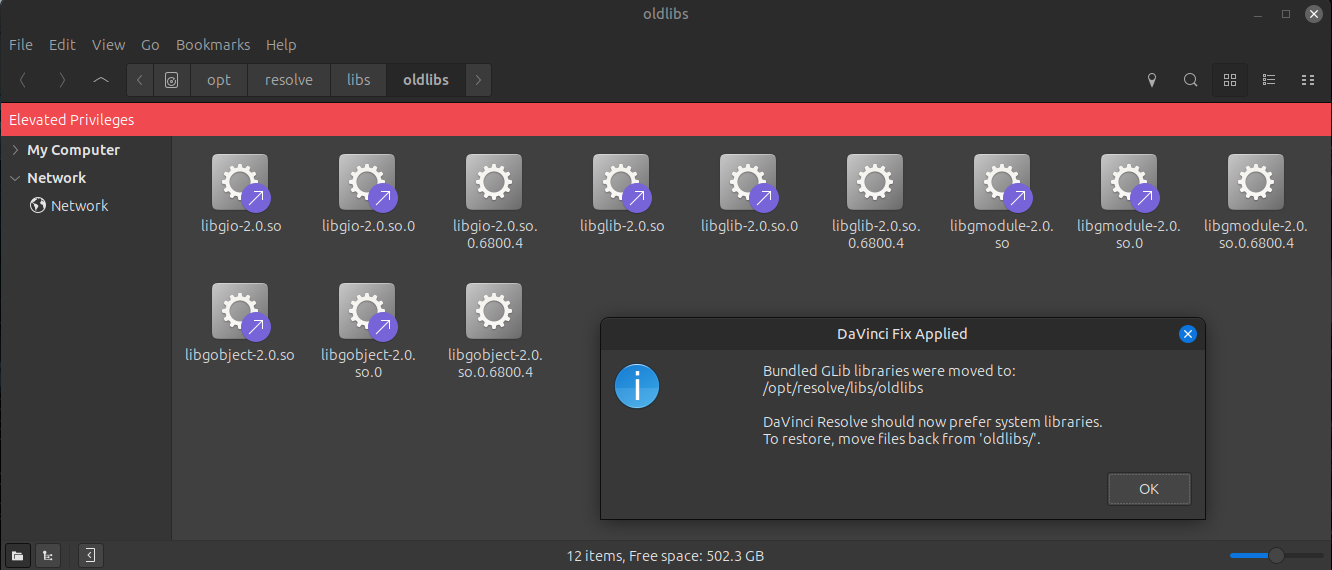 oldlibs
File Edit View Go Bookmarks Help
opt resolve libs oldlibs
Elevated Privileges
My Computer
Network
Network
libgio-2.0.so
libgio-2.0.so.0
libgio-2.0.so.
0.6800.4
libglib-2.0.so
libglib-2.0.so.0
libglib-2.0.so.
0.6800.4
libgmodule-2.0.
so
libgmodule-2.0.
so.0
libgmodule-2.0.
so.0.6800.4
libgobject-2.0.so
libgobject-2.0.
so.0
libgobject-2.0.
so.0.6800.4
DaVinci Fix Applied
Bundled GLib libraries were moved to:
/opt/resolve/libs/oldlibs
DaVinci Resolve should now prefer system libraries.
To restore, move files back from 'oldlibs/'.
OK
12 items, Free space: 502.3 GB